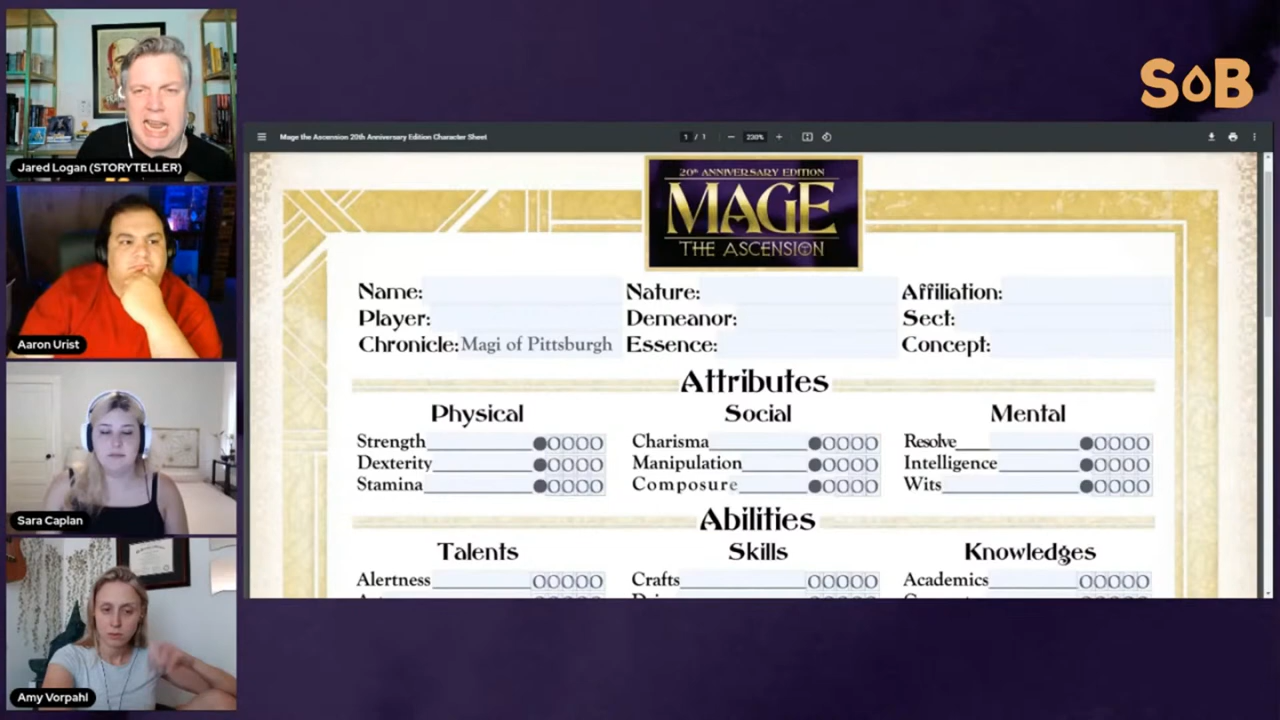 SOB
Jared Logan (STORYTELLER)
Aaron Urist
Sara Caplan
Amy Vorpahl
Mage the Ascension 20th Anniversary Edition Character Sheet
1 / 1
230%
20th ANNIVERSARY EDITION
MAGE
THE ASCENSION
Name: Nature: Affiliation:
Player: Demeanor: Sect:
Chronicle: Magi of Pittsburgh Essence: Concept:
Attributes
Physical Social Mental
Strength Charisma Resolve
Dexterity Manipulation Intelligence
Stamina Composure Wits
Abilities
Talents Skills Knowledges
Alertness Crafts Academics